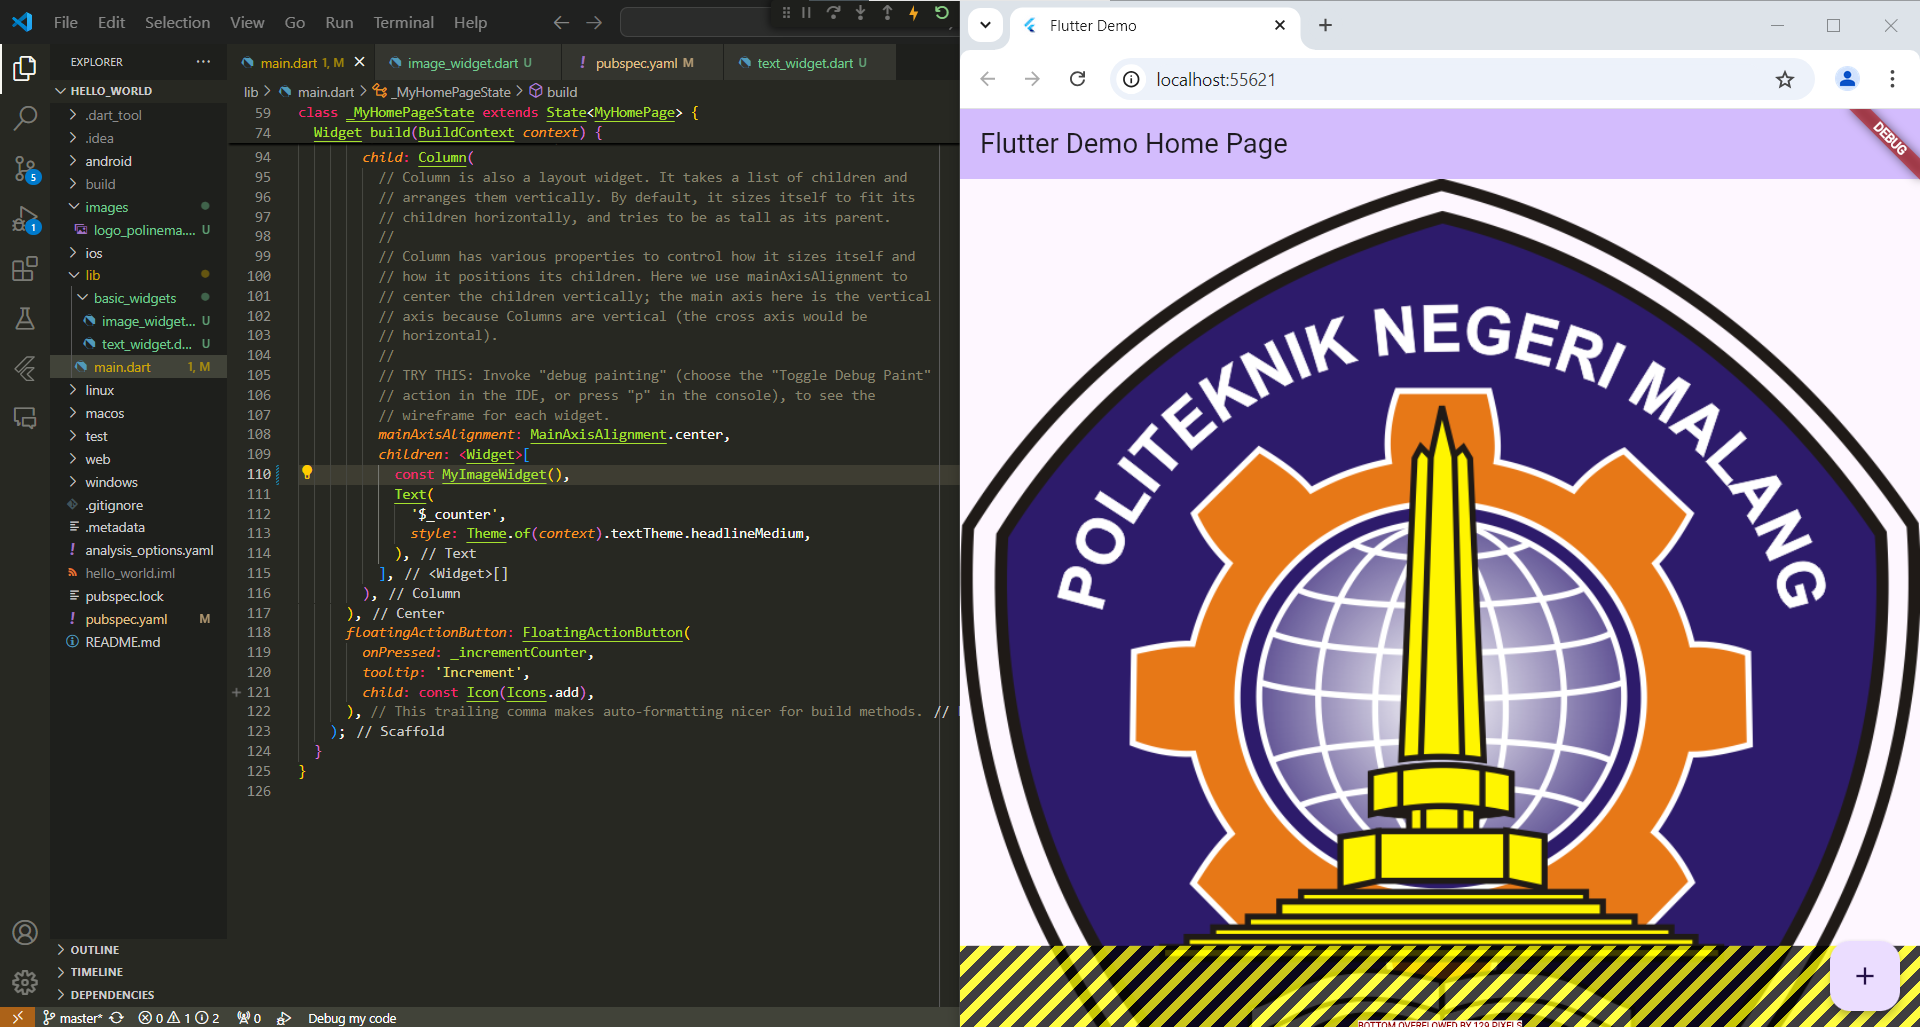 File Edit Selection View Go Run Terminal Help
EXPLORER
HELLO_WORLD
.dart_tool
.idea
android
build
images
logo_polinema.... U
ios
lib
basic_widgets
image_widget... U
text_widget.d... U
main.dart 1, M
linux
macos
test
web
windows
.gitignore
.metadata
analysis_options.yaml
hello_world.iml
pubspec.lock
pubspec.yaml M
README.md
OUTLINE
TIMELINE
DEPENDENCIES
5
1
main.dart 1, M
image_widget.dart U
pubspec.yaml M
text_widget.dart U
lib > main.dart > _MyHomePageState > build
59 class _MyHomePageState extends State<MyHomePage> {
74 Widget build(BuildContext context) {
94 child: Column(
95 // Column is also a layout widget. It takes a list of children and
96 // arranges them vertically. By default, it sizes itself to fit its
97 // children horizontally, and tries to be as tall as its parent.
98 //
99 // Column has various properties to control how it sizes itself and
100 // how it positions its children. Here we use mainAxisAlignment to
101 // center the children vertically; the main axis here is the vertical
102 // axis because Columns are vertical (the cross axis would be
103 // horizontal).
104 //
105 // TRY THIS: Invoke "debug painting" (choose the "Toggle Debug Paint"
106 // action in the IDE, or press "p" in the console), to see the
107 // wireframe for each widget.
108 mainAxisAlignment: MainAxisAlignment.center,
109 children: <Widget>[
110 const MyImageWidget(),
111 Text(
112 '$_counter',
113 style: Theme.of(context).textTheme.headlineMedium,
114 ), // Text
115 ], // <Widget>[]
116 ), // Column
117 ), // Center
118 floatingActionButton: FloatingActionButton(
119 onPressed: _incrementCounter,
120 tooltip: 'Increment',
121 child: const Icon(Icons.add),
122 ), // This trailing comma makes auto-formatting nicer for build methods. //
123 ); // Scaffold
124 }
125 }
126
master* 0 1 2 0 Debug my code
Flutter Demo
localhost:55621
Flutter Demo Home Page
DEBUG
POLITEKNIK NEGERI MALANG
BOTTOM OVERFLOWED BY 129 PIXELS